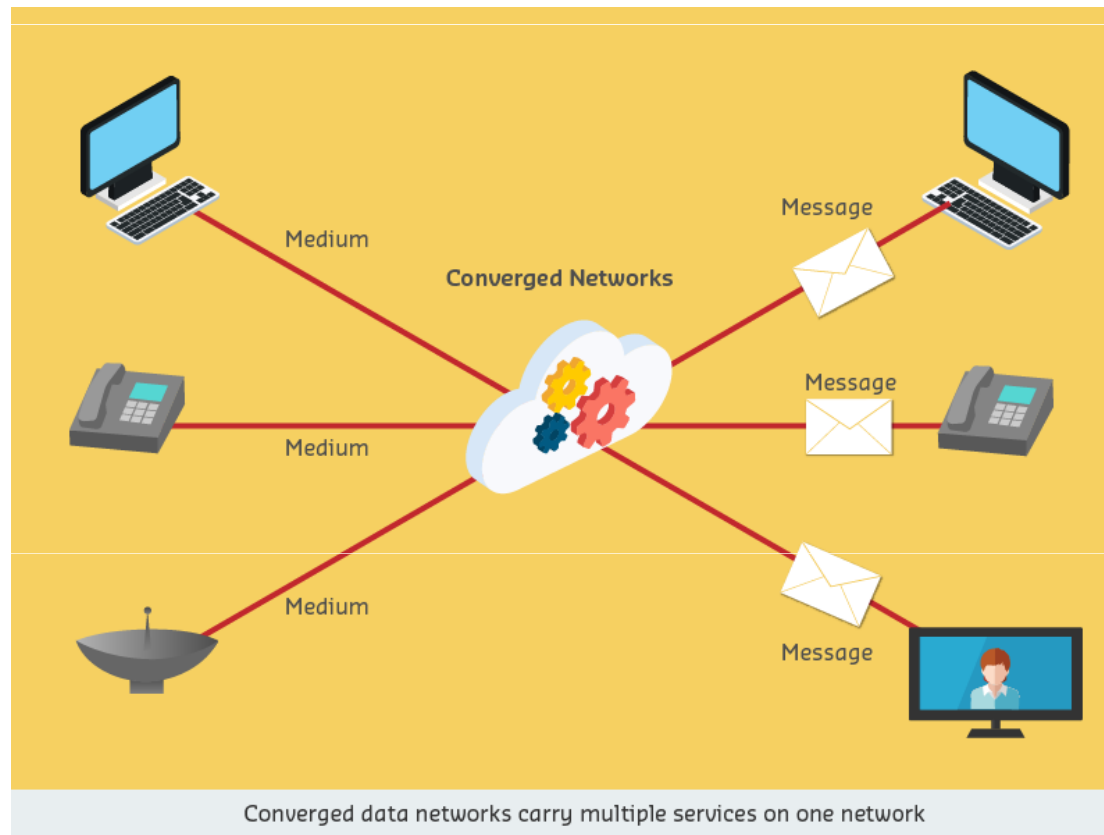 Message
Medium
Converged Networks
Message
Medium
Medium
Message
Converged data networks carry multiple services on one network